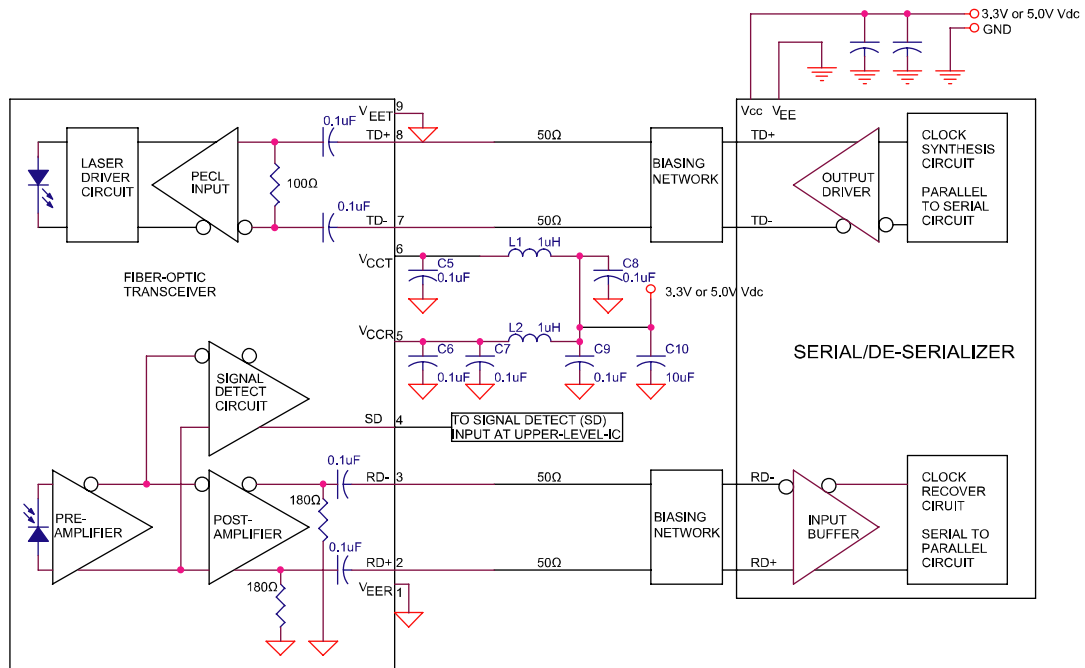 3.3V or 5.0V Vdc
GND
Vcc
VEE
VEET
9
0.1uF
TD+
8
50Ω
TD+
LASER
DRIVER
CIRCUIT
PECL
INPUT
100Ω
BIASING
NETWORK
OUTPUT
DRIVER
CLOCK
SYNTHESIS
CIRCUIT
PARALLEL
TO SERIAL
CIRCUIT
0.1uF
TD-
7
50Ω
TD-
6
VCCT
L1
1uH
C5
0.1uF
C8
0.1uF
FIBER-OPTIC
TRANSCEIVER
3.3V or 5.0V Vdc
VCCR
5
L2
1uH
C6
0.1uF
C7
0.1uF
C9
0.1uF
C10
10uF
SERIAL/DE-SERIALIZER
SIGNAL
DETECT
CIRCUIT
SD
4
TO SIGNAL DETECT (SD)
INPUT AT UPPER-LEVEL-IC
0.1uF
RD-
3
50Ω
RD-
PRE-
AMPLIFIER
POST-
AMPLIFIER
180Ω
0.1uF
BIASING
NETWORK
INPUT
BUFFER
CLOCK
RECOVER
CIRUIT
SERIAL TO
PARALLEL
CIRCUIT
RD+
2
50Ω
RD+
180Ω
VEER
1